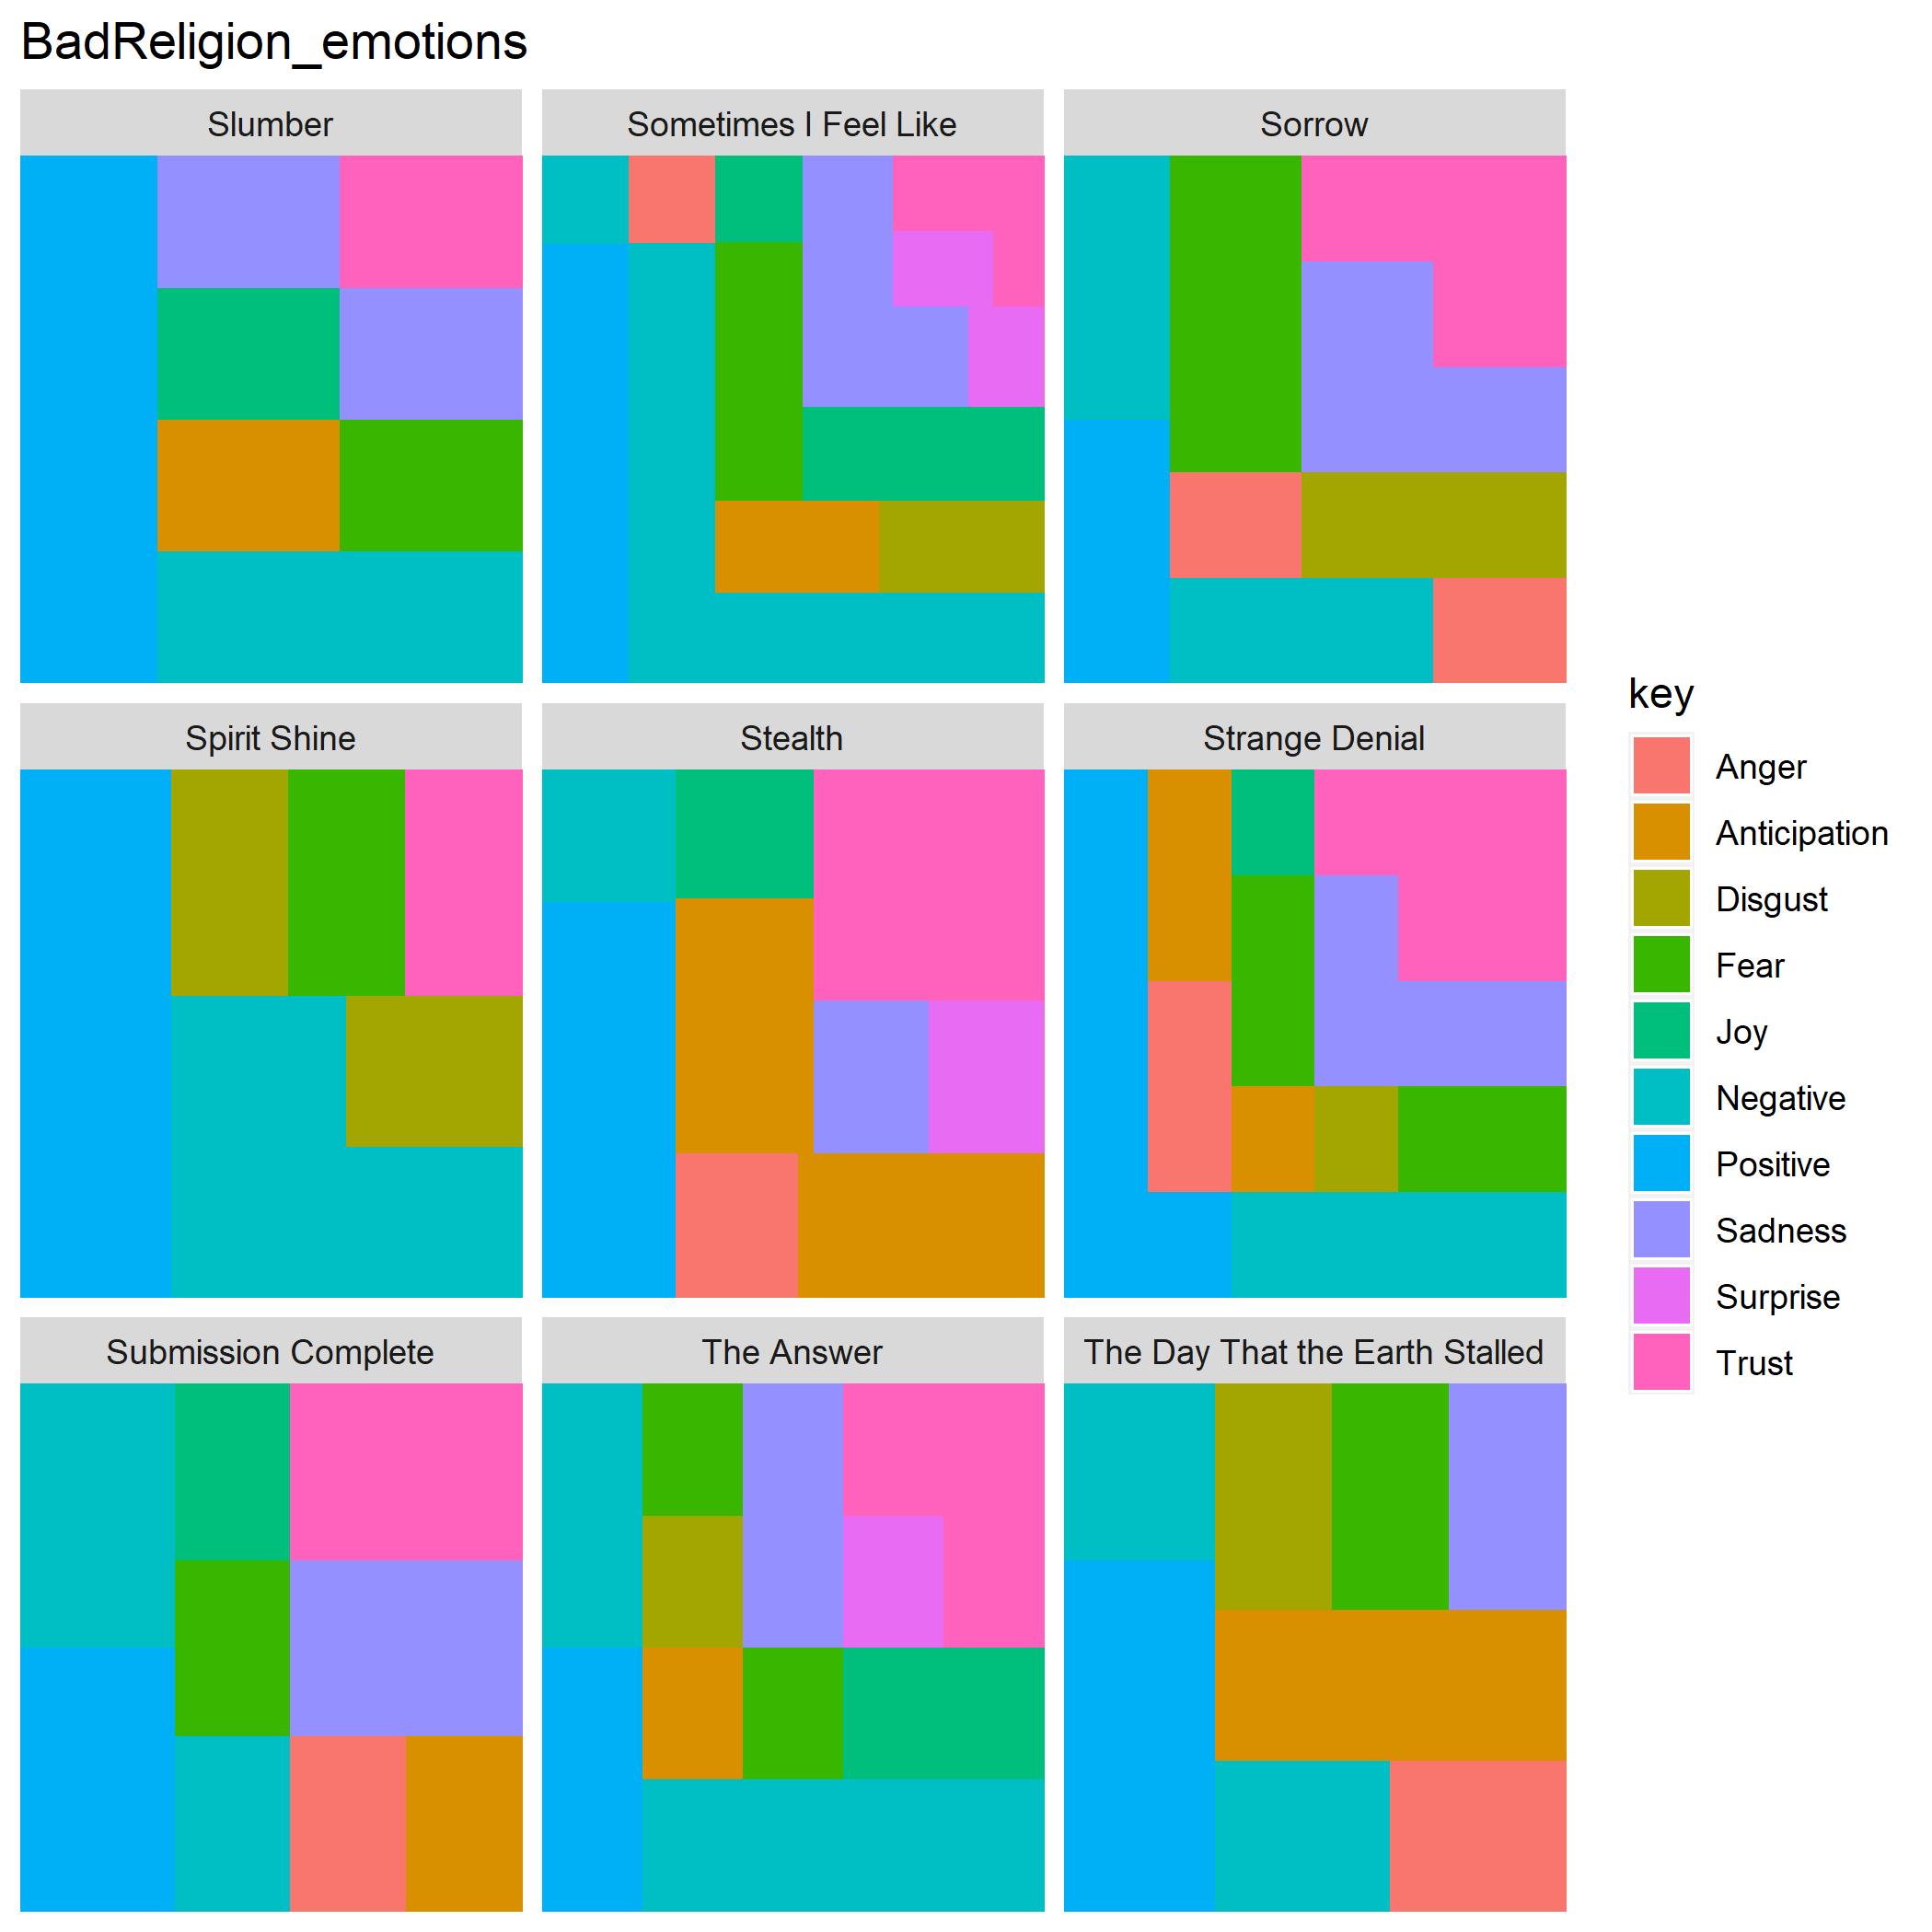 BadReligion_emotions
Slumber
Sometimes I Feel Like
Sorrow
Spirit Shine
Stealth
Strange Denial
Submission Complete
The Answer
The Day That the Earth Stalled
key
Anger
Anticipation
Disgust
Fear
Joy
Negative
Positive
Sadness
Surprise
Trust